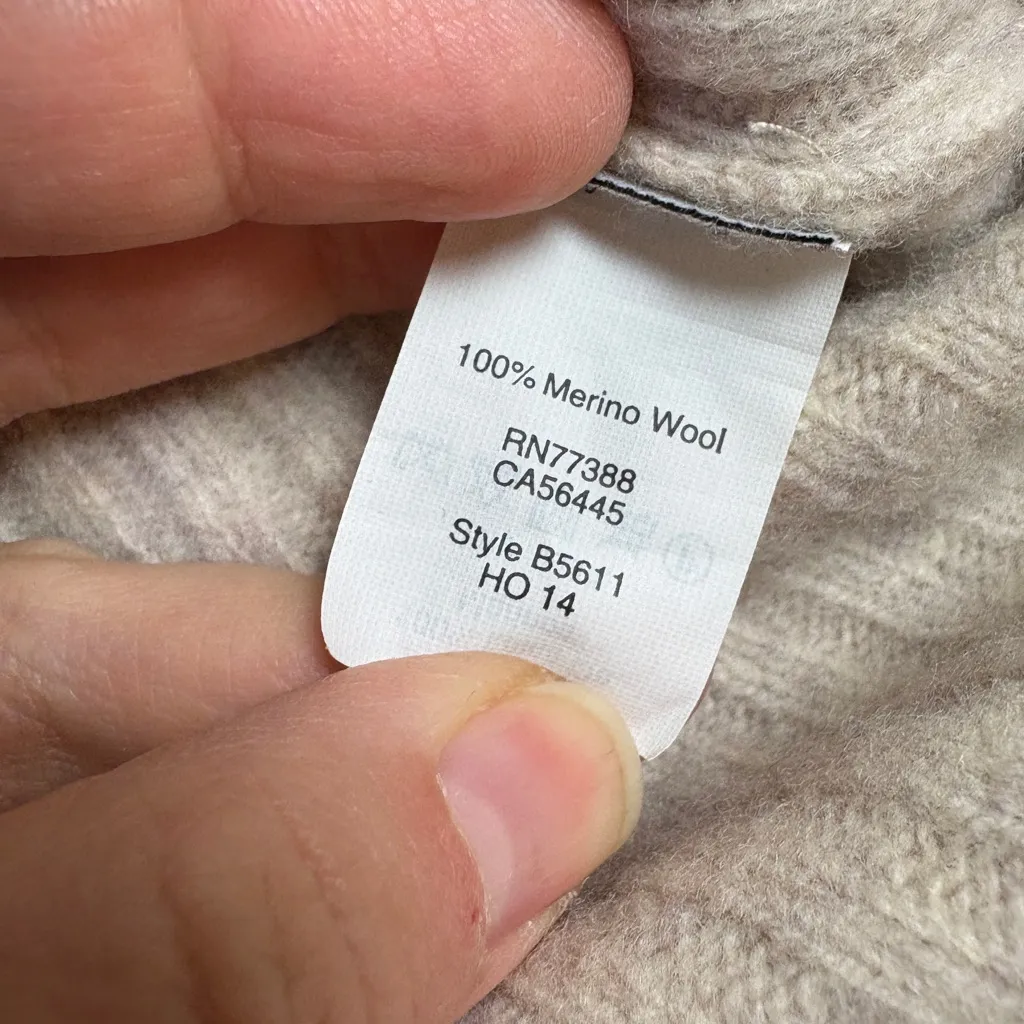 100% Merino Wool
RN77388
CA56445
Style B5611
HO 14